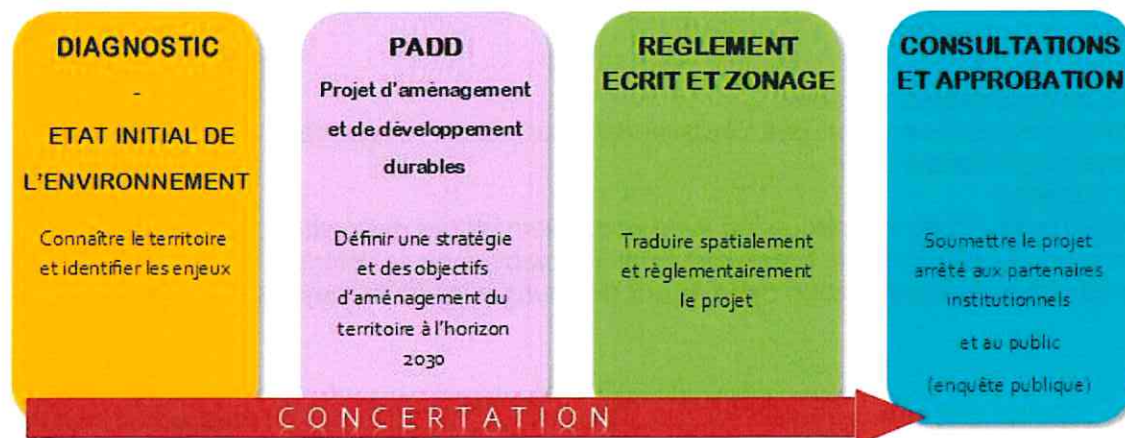 DIAGNOSTIC
-
ETAT INITIAL DE
L'ENVIRONNEMENT
Connaître le territoire
et identifier les enjeux
PADD
Projet d'aménagement
et de développement
durables
Définir une stratégie
et des objectifs
d'aménagement du
territoire à l'horizon
2030
REGLEMENT
ECRIT ET ZONAGE
Traduire spatialement
et règlementairement
le projet
CONSULTATIONS
ET APPROBATION
Soumettre le projet
arrêté aux partenaires
institutionnels
et au public
(enquête publique)
CONCERTATION